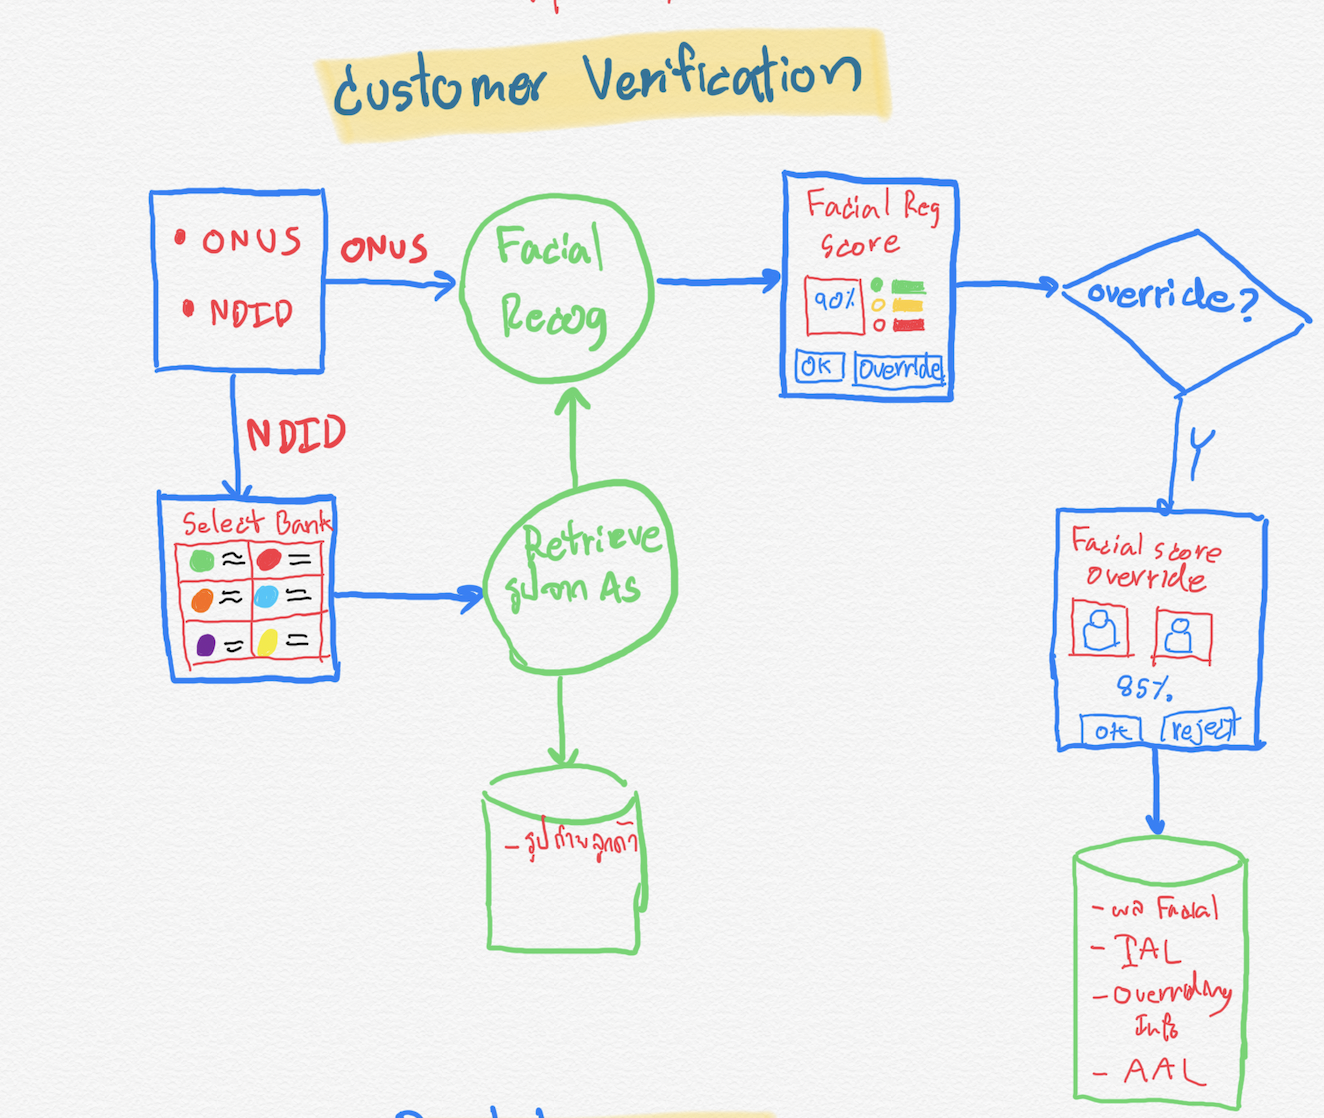 Customer Verification
• ONUS
• NDID
ONUS
Facial
Recog
Facial Reg
score
90%
OK
Override
override?
NDID
Y
Select Bank
Retrieve
รูปจาก AS
Facial score
override
85%
OK
reject
- รูปถ่ายลูกค้า
- ผล Facial
- IAL
- Overriding
Info
- AAL